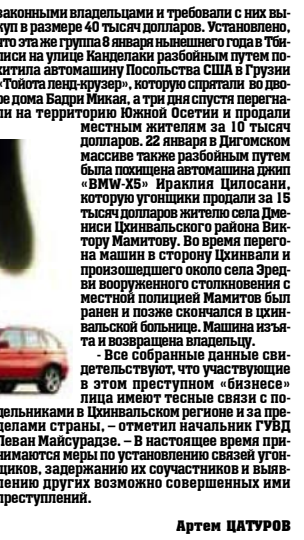 законными владельцами и требовали с них вы-
куп в размере 40 тысяч долларов. Установлено,
что эта же группа 8 января нынешнего года в Тби-
лиси на улице Канделаки разбойным путем по-
хитила автомашину Посольства США в Грузии
«Тойота ленд-крузер», которую спрятали во дво-
ре дома Бадри Микая, а три дня спустя перегна-
ли на территорию Южной Осетии и продали
местным жителям за 10 тысяч
долларов. 22 января в Дигомском
массиве также разбойным путем
была похищена автомашина джип
«BMW-X5» Ираклия Цилосани,
которую угонщики продали за 15
тысяч долларов жителю села Дме-
ниси Цхинвальского района Вик-
тору Мамитову. Во время перего-
на машин в сторону Цхинвали и
произошедшего около села Эред-
ви вооруженного столкновения с
местной полицией Мамитов был
ранен и позже скончался в цхин-
вальской больнице. Машина изъя-
та и возвращена владельцу.
- Все собранные данные сви-
детельствуют, что участвующие
в этом преступном «бизнесе»
лица имеют тесные связи с по-
дельниками в Цхинвальском регионе и за пре-
делами страны, – отметил начальник ГУВД
Леван Майсурадзе. – В настоящее время при-
нимаются меры по установлению связей угон-
щиков, задержанию их соучастников и выяв-
лению других возможно совершенных ими
преступлений.
Артем ЦАТУРОВ